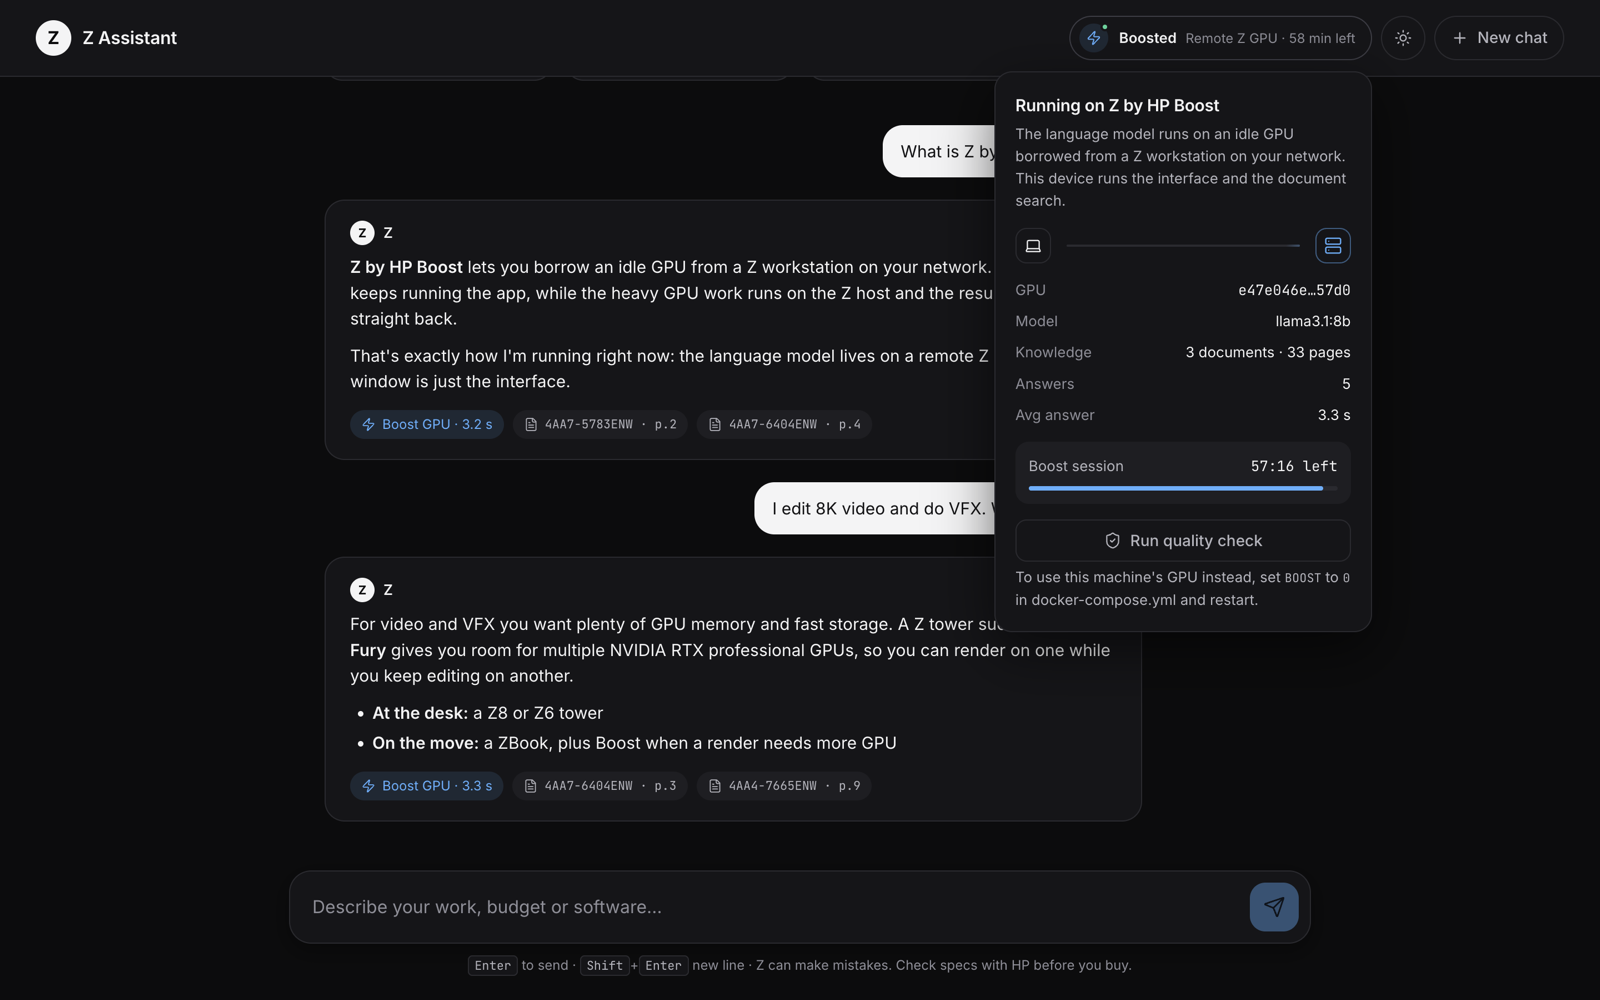 Z
Z Assistant
Boosted Remote Z GPU · 58 min left
New chat
What is Z by
Z Z
Z by HP Boost lets you borrow an idle GPU from a Z workstation on your network.
keeps running the app, while the heavy GPU work runs on the Z host and the resu
straight back.
That's exactly how I'm running right now: the language model lives on a remote Z
window is just the interface.
Boost GPU · 3.2 s
4AA7-5783ENW · p.2
4AA7-6404ENW · p.4
I edit 8K video and do VFX.
Z Z
For video and VFX you want plenty of GPU memory and fast storage. A Z tower suc
Fury gives you room for multiple NVIDIA RTX professional GPUs, so you can render on one while
you keep editing on another.
• At the desk: a Z8 or Z6 tower
• On the move: a ZBook, plus Boost when a render needs more GPU
Boost GPU · 3.3 s
4AA7-6404ENW · p.3
4AA4-7665ENW · p.9
Running on Z by HP Boost
The language model runs on an idle GPU
borrowed from a Z workstation on your network.
This device runs the interface and the document
search.
GPU e47e046e…57d0
Model llama3.1:8b
Knowledge 3 documents · 33 pages
Answers 5
Avg answer 3.3 s
Boost session 57:16 left
Run quality check
To use this machine's GPU instead, set BOOST to 0
in docker-compose.yml and restart.
Describe your work, budget or software...
Enter to send · Shift+Enter new line · Z can make mistakes. Check specs with HP before you buy.